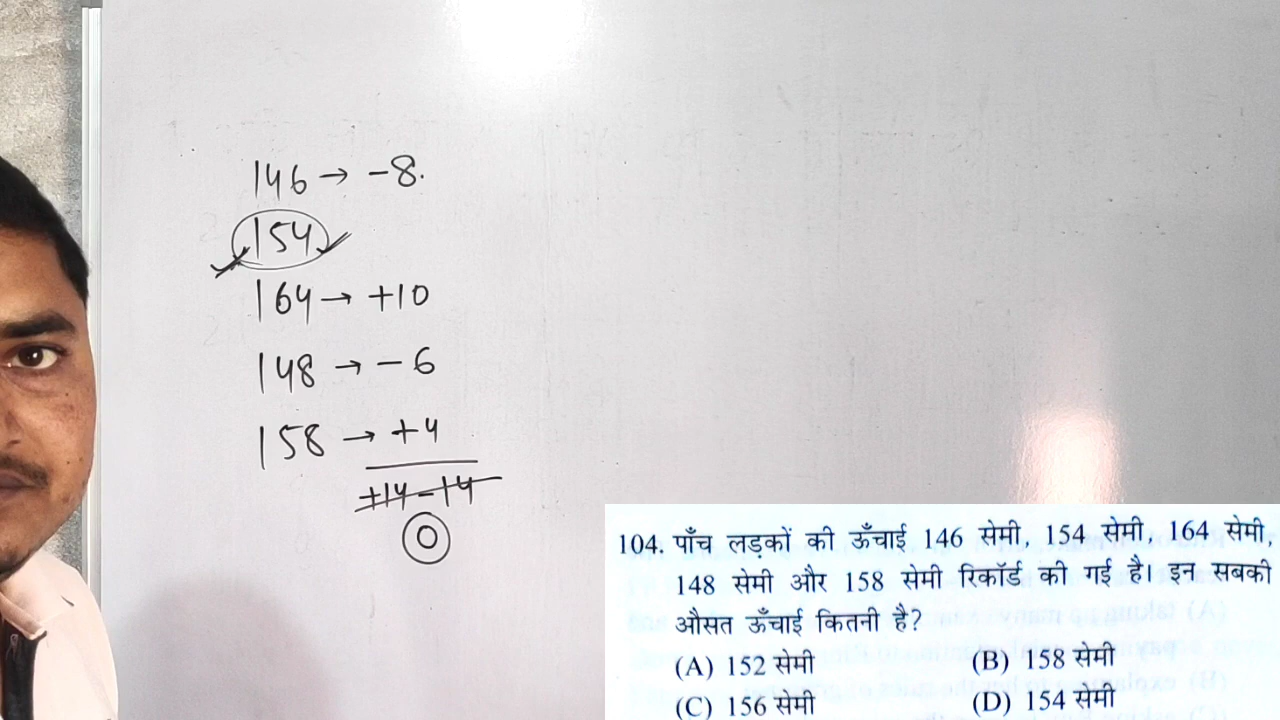 146 → -8.
154
164 → +10
148 → -6
158 → +4
+14 -14
0
104. पाँच लड़कों की ऊँचाई 146 सेमी, 154 सेमी, 164 सेमी,
148 सेमी और 158 सेमी रिकॉर्ड की गई है। इन सबकी
औसत ऊँचाई कितनी है?
(A) 152 सेमी (B) 158 सेमी
(C) 156 सेमी (D) 154 सेमी